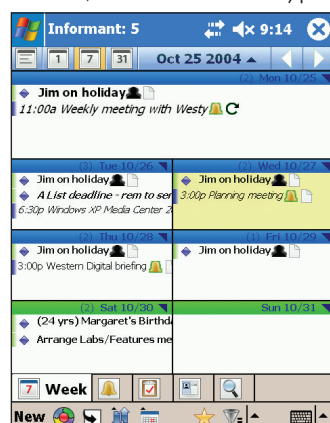 Informant: 5 9:14
1 7 31 Oct 25 2004
(2) Mon 10/25
Jim on holiday
11:00a Weekly meeting with Westy
(3) Tue 10/26
Jim on holiday
A List deadline - rem to ser
6:30p Windows XP Media Center
(2) Wed 10/27
Jim on holiday
3:00p Planning meeting
(2) Thu 10/28
Jim on holiday
3:00p Western Digital briefing
(1) Fri 10/29
Jim on holiday
(2) Sat 10/30
(24 yrs) Margaret's Birthd
Arrange Labs/Features me
Sun 10/31
7 Week
New